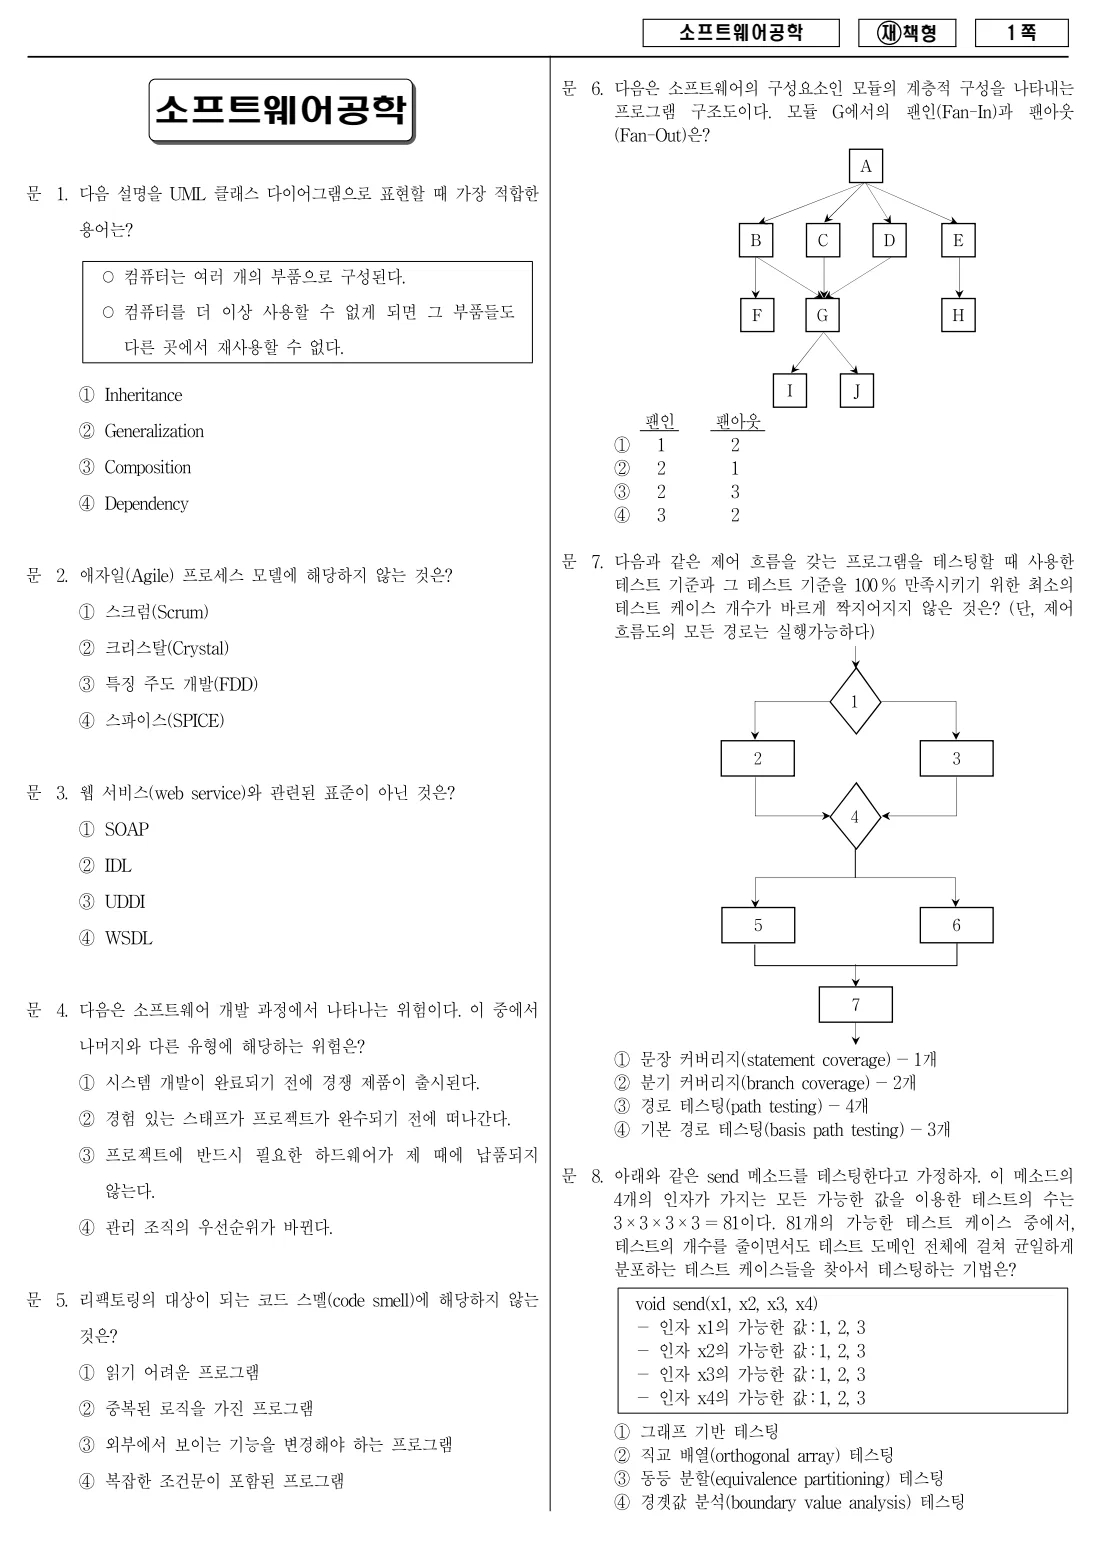 소프트웨어공학
㉶책형
1쪽
소프트웨어공학
문 1. 다음 설명을 UML 클래스 다이어그램으로 표현할 때 가장 적합한
용어는?
○ 컴퓨터는 여러 개의 부품으로 구성된다.
○ 컴퓨터를 더 이상 사용할 수 없게 되면 그 부품들도
다른 곳에서 재사용할 수 없다.
① Inheritance
② Generalization
③ Composition
④ Dependency
문 2. 애자일(Agile) 프로세스 모델에 해당하지 않는 것은?
① 스크럼(Scrum)
② 크리스탈(Crystal)
③ 특징 주도 개발(FDD)
④ 스파이스(SPICE)
문 3. 웹 서비스(web service)와 관련된 표준이 아닌 것은?
① SOAP
② IDL
③ UDDI
④ WSDL
문 4. 다음은 소프트웨어 개발 과정에서 나타나는 위험이다. 이 중에서
나머지와 다른 유형에 해당하는 위험은?
① 시스템 개발이 완료되기 전에 경쟁 제품이 출시된다.
② 경험 있는 스태프가 프로젝트가 완수되기 전에 떠나간다.
③ 프로젝트에 반드시 필요한 하드웨어가 제 때에 납품되지
않는다.
④ 관리 조직의 우선순위가 바뀐다.
문 5. 리팩토링의 대상이 되는 코드 스멜(code smell)에 해당하지 않는
것은?
① 읽기 어려운 프로그램
② 중복된 로직을 가진 프로그램
③ 외부에서 보이는 기능을 변경해야 하는 프로그램
④ 복잡한 조건문이 포함된 프로그램
문 6. 다음은 소프트웨어의 구성요소인 모듈의 계층적 구성을 나타내는
프로그램 구조도이다. 모듈 G에서의 팬인(Fan-In)과 팬아웃
(Fan-Out)은?
A
B C D E
F G H
I J
팬인 팬아웃
① 1 2
② 2 1
③ 2 3
④ 3 2
문 7. 다음과 같은 제어 흐름을 갖는 프로그램을 테스팅할 때 사용한
테스트 기준과 그 테스트 기준을 100 % 만족시키기 위한 최소의
테스트 케이스 개수가 바르게 짝지어지지 않은 것은? (단, 제어
흐름도의 모든 경로는 실행가능하다)
1
2 3
4
5 6
7
① 문장 커버리지(statement coverage) - 1개
② 분기 커버리지(branch coverage) - 2개
③ 경로 테스팅(path testing) - 4개
④ 기본 경로 테스팅(basis path testing) - 3개
문 8. 아래와 같은 send 메소드를 테스팅한다고 가정하자. 이 메소드의
4개의 인자가 가지는 모든 가능한 값을 이용한 테스트의 수는
3 × 3 × 3 × 3 = 81이다. 81개의 가능한 테스트 케이스 중에서,
테스트의 개수를 줄이면서도 테스트 도메인 전체에 걸쳐 균일하게
분포하는 테스트 케이스들을 찾아서 테스팅하는 기법은?
void send(x1, x2, x3, x4)
- 인자 x1의 가능한 값 : 1, 2, 3
- 인자 x2의 가능한 값 : 1, 2, 3
- 인자 x3의 가능한 값 : 1, 2, 3
- 인자 x4의 가능한 값 : 1, 2, 3
① 그래프 기반 테스팅
② 직교 배열(orthogonal array) 테스팅
③ 동등 분할(equivalence partitioning) 테스팅
④ 경곗값 분석(boundary value analysis) 테스팅